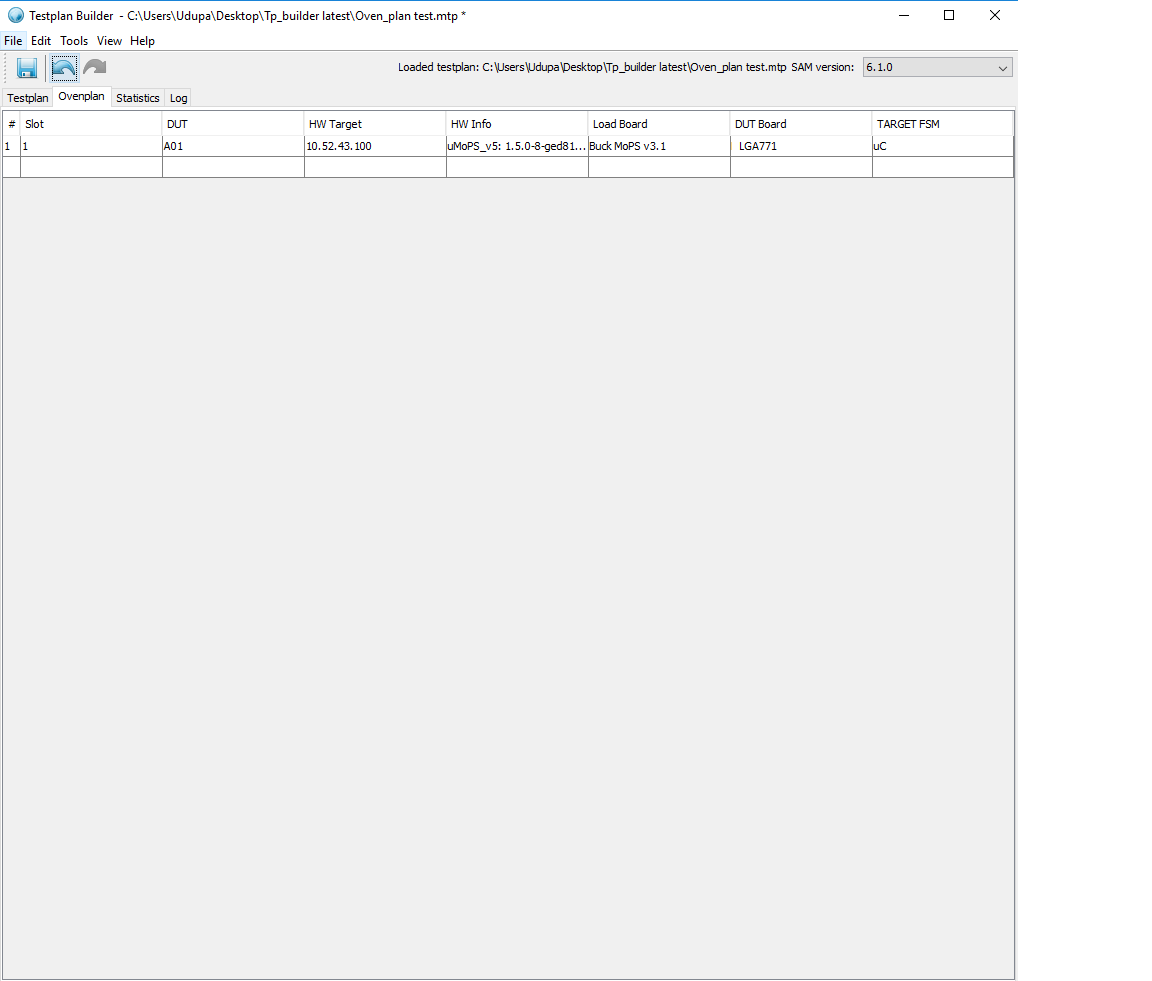 Testplan Builder - C:\Users\Udupa\Desktop\Tp_builder latest\Oven_plan test.mtp *
File Edit Tools View Help
Loaded testplan: C:\Users\Udupa\Desktop\Tp_builder latest\Oven_plan test.mtp SAM version: 6.1.0
Testplan Ovenplan Statistics Log
# Slot DUT HW Target HW Info Load Board DUT Board TARGET FSM
1 1 A01 10.52.43.100 uMoPS_v5: 1.5.0-8-ged81... Buck MoPS v3.1 LGA771 uC